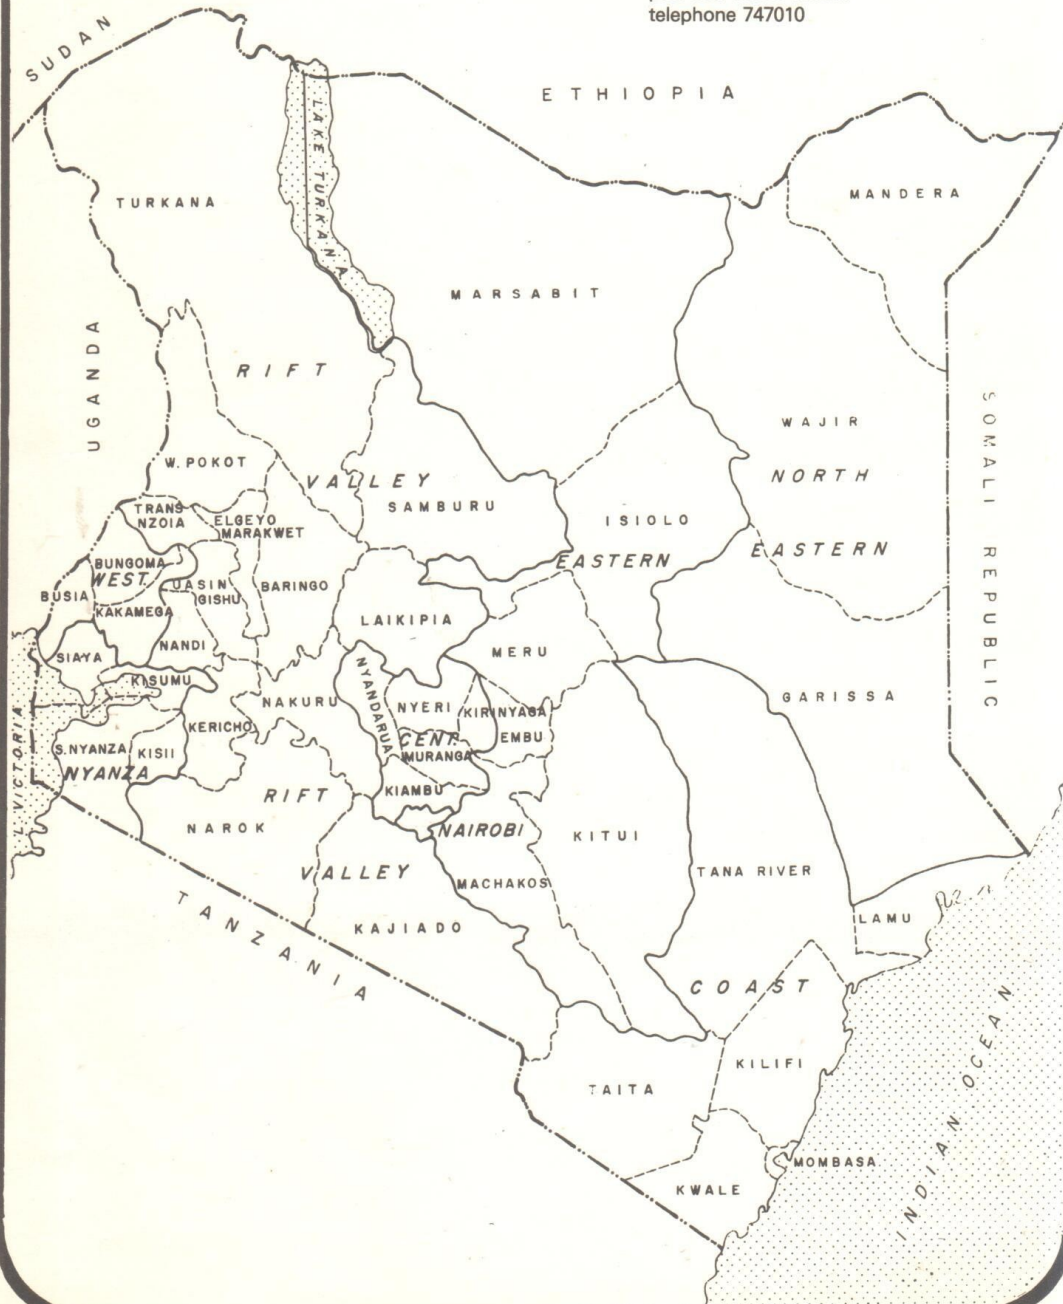 telephone 747010
SUDAN
ETHIOPIA
LAKE TURKANA
MANDERA
TURKANA
MARSABIT
UGANDA
RIFT
WAJIR
SOMALI REPUBLIC
W. POKOT
VALLEY
NORTH
SAMBURU
TRANS
NZOIA
ELGEYO
MARAKWET
ISIOLO
EASTERN
EASTERN
BUNGOMA
WEST.
UASIN
GISHU
BARINGO
BUSIA
KAKAMEGA
LAIKIPIA
NANDI
SIAYA
MERU
KISUMU
NYANDARUA
GARISSA
NAKURU
NYERI
KIRINYAGA
KERICHO
EMBU
CENT.
S.NYANZA
KISII
MURANGA
NYANZA
L. VICTORIA
KIAMBU
RIFT
NAROK
NAIROBI
KITUI
VALLEY
MACHAKOS
TANA RIVER
KAJIADO
LAMU
TANZANIA
COAST
INDIAN OCEAN
KILIFI
TAITA
MOMBASA
KWALE